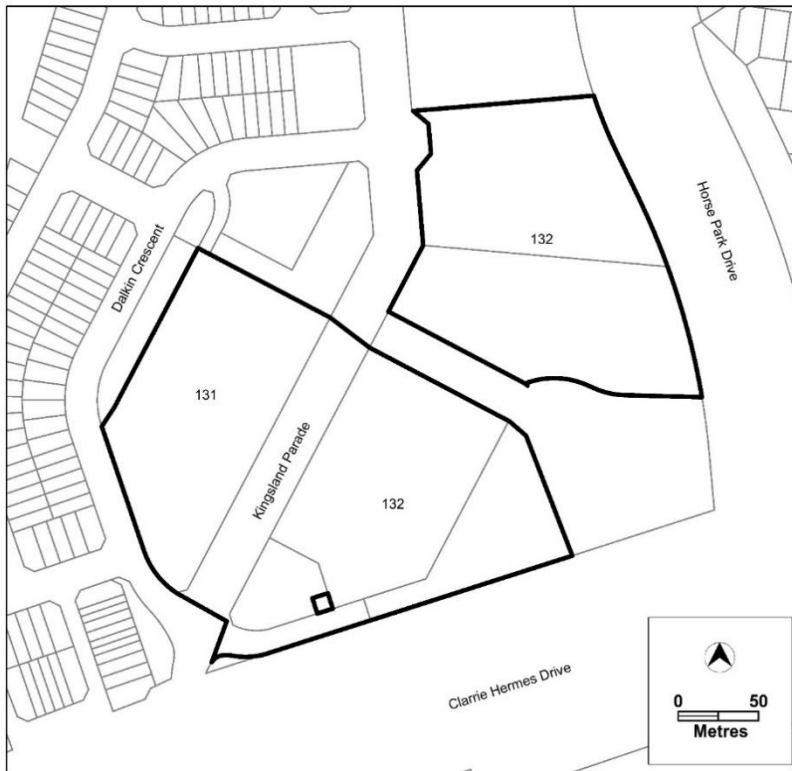 Horse Park Drive
132
Dalkin Crescent
131
Kingsland Parade
132
Clarrie Hermes Drive
0 50
Metres